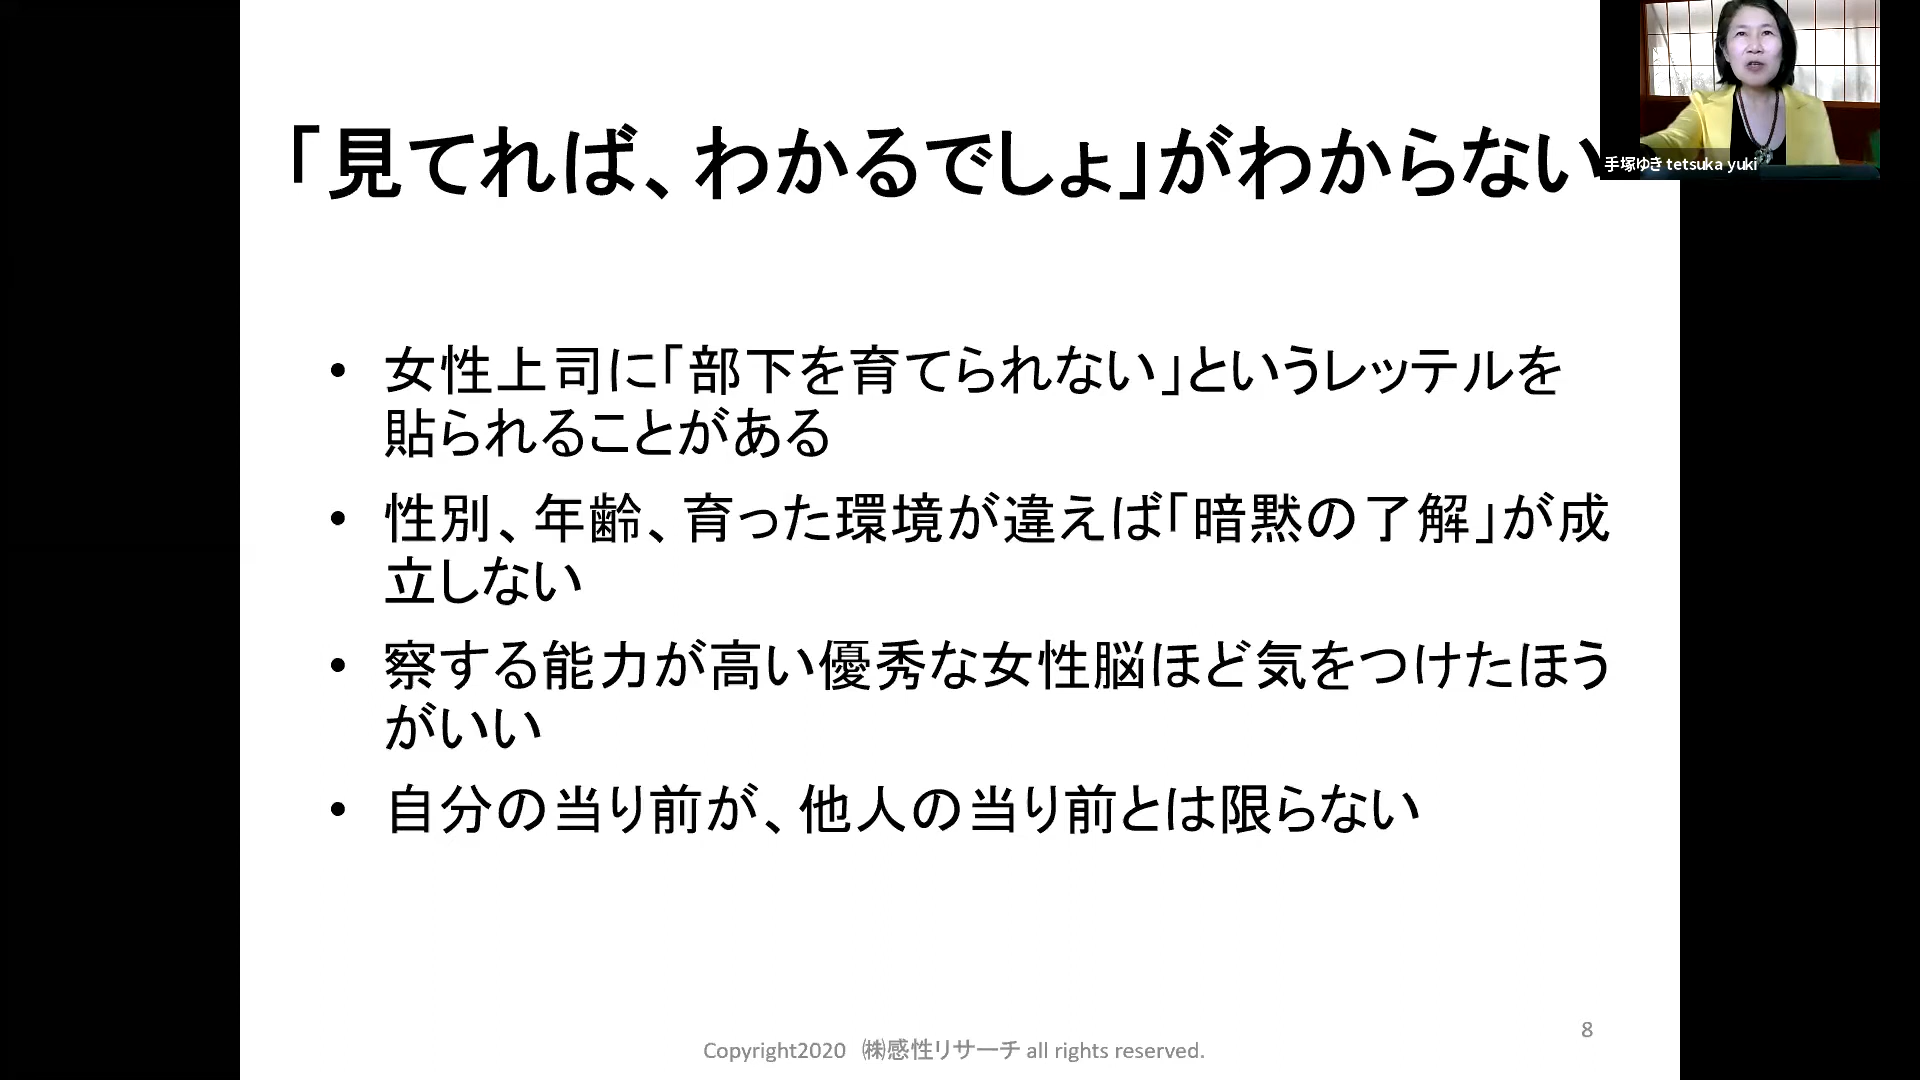 「見てれば、わかるでしょ」がわからない
手塚ゆき tetsuka yuki
• 女性上司に「部下を育てられない」というレッテルを
貼られることがある
• 性別、年齢、育った環境が違えば「暗黙の了解」が成
立しない
• 察する能力が高い優秀な女性脳ほど気をつけたほう
がいい
• 自分の当り前が、他人の当り前とは限らない
8
Copyright2020 ㈱感性リサーチ all rights reserved.